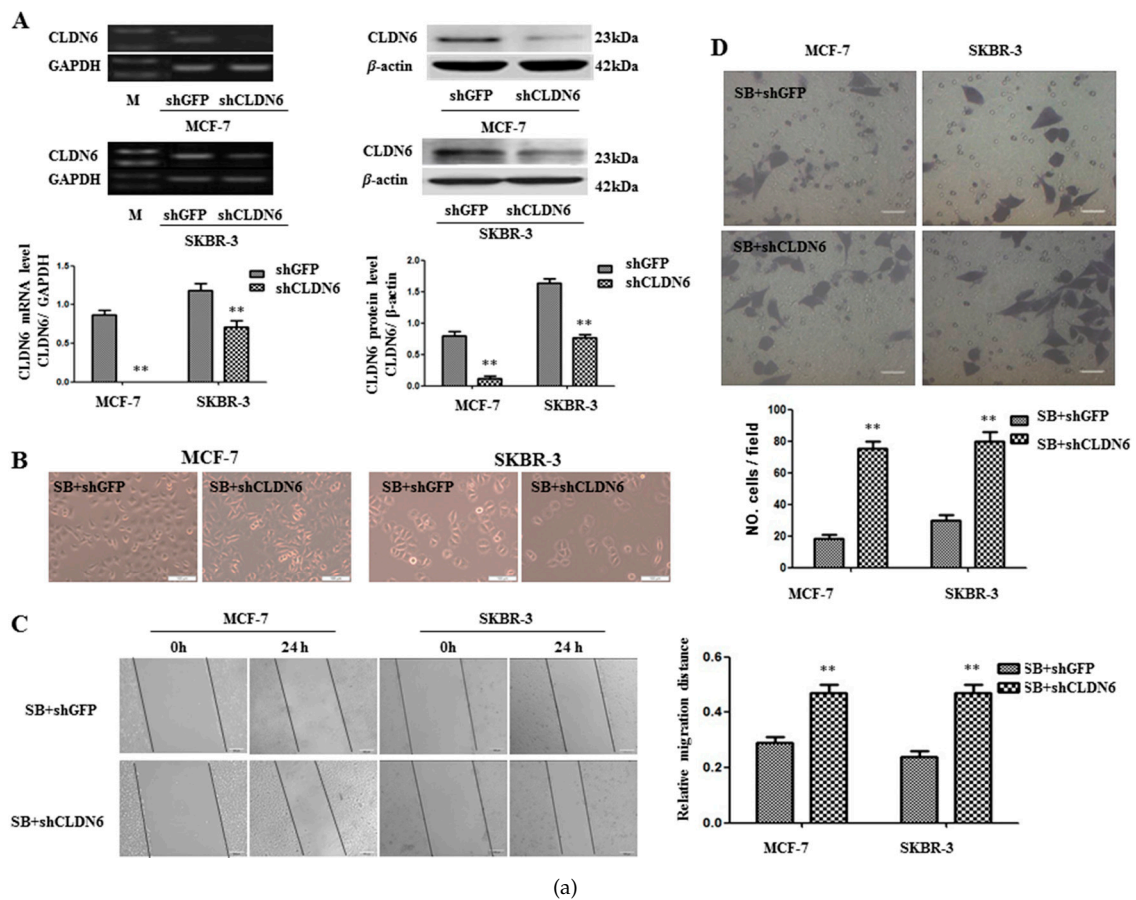 A
CLDN6
GAPDH
M shGFP shCLDN6
MCF-7
CLDN6
GAPDH
M shGFP shCLDN6
SKBR-3
CLDN6 mRNA level
CLDN6/ GAPDH
1.5
1.0
0.5
0.0
shGFP
shCLDN6
**
**
MCF-7 SKBR-3
CLDN6 23kDa
β-actin 42kDa
shGFP shCLDN6
MCF-7
CLDN6 23kDa
β-actin 42kDa
shGFP shCLDN6
SKBR-3
CLDN6 protein level
CLDN6/ β-actin
2.0
1.5
1.0
0.5
0.0
shGFP
shCLDN6
**
**
MCF-7 SKBR-3
B
MCF-7 SKBR-3
SB+shGFP SB+shCLDN6 SB+shGFP SB+shCLDN6
C
MCF-7 SKBR-3
0h 24 h 0h 24 h
SB+shGFP
SB+shCLDN6
Relative migration distance
0.6
0.4
0.2
0.0
**
**
SB+shGFP
SB+shCLDN6
MCF-7 SKBR-3
D
MCF-7 SKBR-3
SB+shGFP
SB+shCLDN6
NO. cells / field
100
80
60
40
20
0
**
**
SB+shGFP
SB+shCLDN6
MCF-7 SKBR-3
(a)